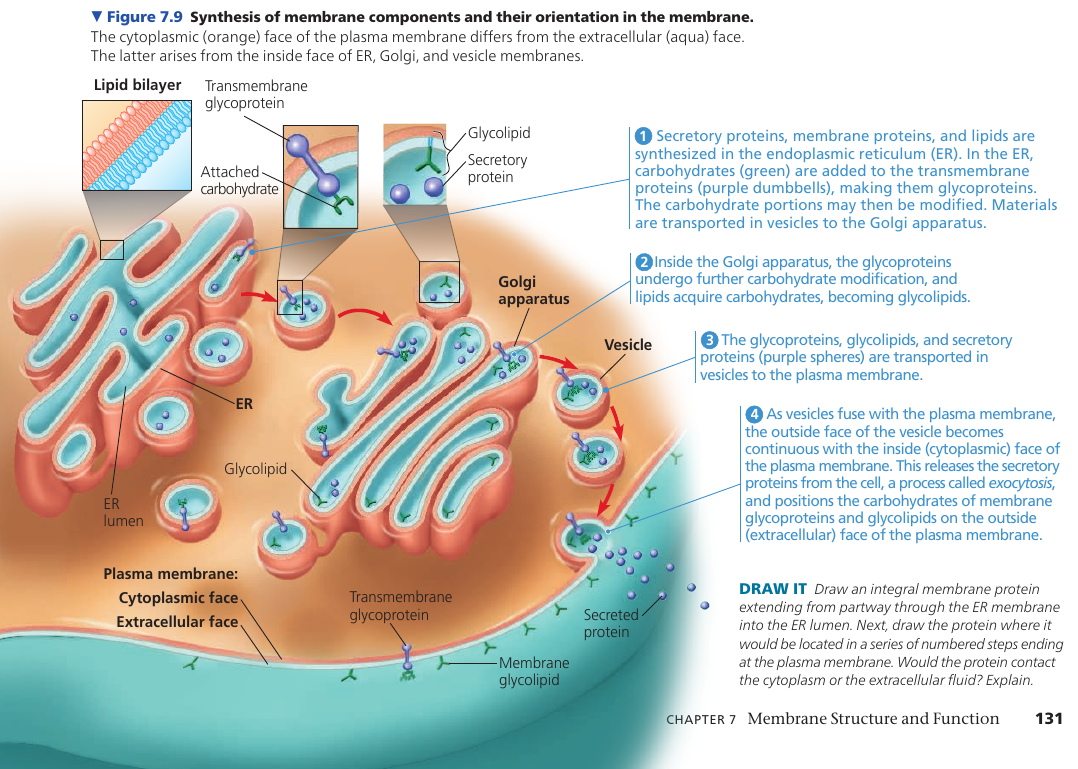 ▼ Figure 7.9 Synthesis of membrane components and their orientation in the membrane.
The cytoplasmic (orange) face of the plasma membrane differs from the extracellular (aqua) face.
The latter arises from the inside face of ER, Golgi, and vesicle membranes.
Lipid bilayer
Transmembrane
glycoprotein
Attached
carbohydrate
Glycolipid
Secretory
protein
1 Secretory proteins, membrane proteins, and lipids are
synthesized in the endoplasmic reticulum (ER). In the ER,
carbohydrates (green) are added to the transmembrane
proteins (purple dumbbells), making them glycoproteins.
The carbohydrate portions may then be modified. Materials
are transported in vesicles to the Golgi apparatus.
2 Inside the Golgi apparatus, the glycoproteins
undergo further carbohydrate modification, and
lipids acquire carbohydrates, becoming glycolipids.
Golgi
apparatus
Vesicle
3 The glycoproteins, glycolipids, and secretory
proteins (purple spheres) are transported in
vesicles to the plasma membrane.
ER
4 As vesicles fuse with the plasma membrane,
the outside face of the vesicle becomes
continuous with the inside (cytoplasmic) face of
the plasma membrane. This releases the secretory
proteins from the cell, a process called exocytosis,
and positions the carbohydrates of membrane
glycoproteins and glycolipids on the outside
(extracellular) face of the plasma membrane.
Glycolipid
ER
lumen
Plasma membrane:
Cytoplasmic face
Extracellular face
Transmembrane
glycoprotein
Secreted
protein
Membrane
glycolipid
DRAW IT Draw an integral membrane protein
extending from partway through the ER membrane
into the ER lumen. Next, draw the protein where it
would be located in a series of numbered steps ending
at the plasma membrane. Would the protein contact
the cytoplasm or the extracellular fluid? Explain.
CHAPTER 7 Membrane Structure and Function 131